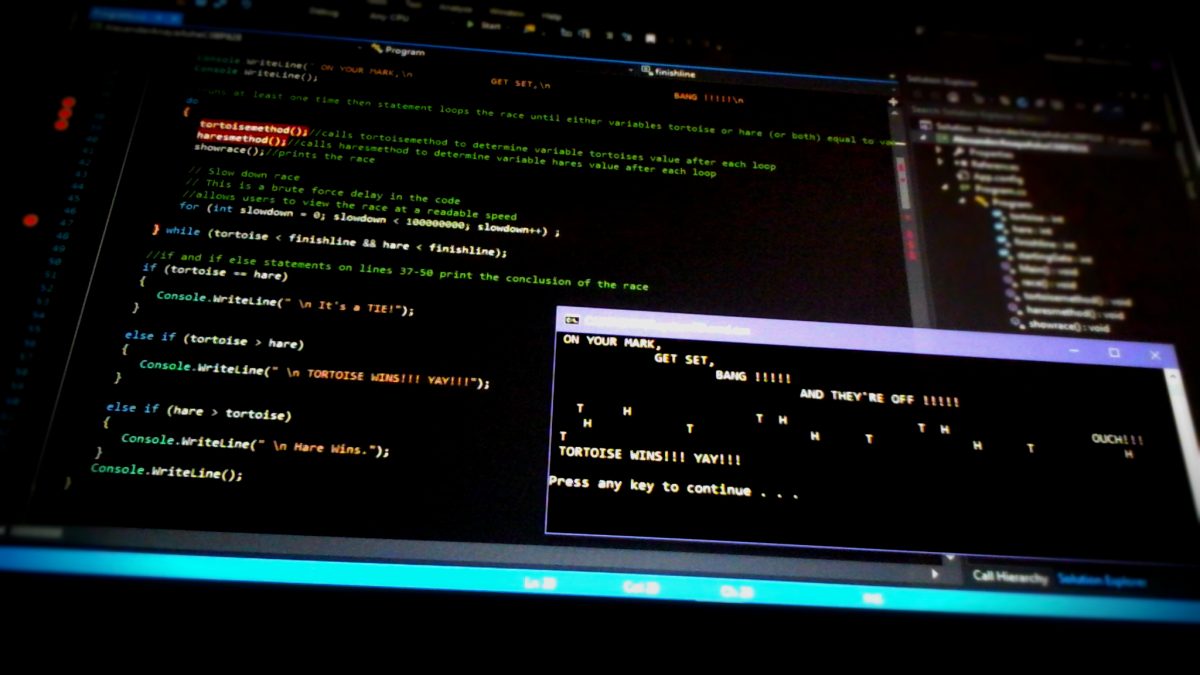 Debug
Any CPU
Start
Program
finishline
Console WriteLine(" ON YOUR MARK,\n GET SET,\n BANG !!!!!\n
Console WriteLine();
runs at least one time then statement loops the race until either variables tortoise or hare (or both) equal to
do
{
tortoisemethod();//calls tortoisemethod to determine variable tortoises value after each loop
haresmethod();//calls haresmethod to determine variable hares value after each loop
showrace();//prints the race
// Slow down race
// This is a brute force delay in the code
//allows users to view the race at a readable speed
for (int slowdown = 0; slowdown < 100000000; slowdown++) ;
} while (tortoise < finishline && hare < finishline);
//if and if else statements on lines 37-50 print the conclusion of the race
if (tortoise == hare)
{
Console.WriteLine(" \n It's a TIE!");
}
else if (tortoise > hare)
{
Console.WriteLine(" \n TORTOISE WINS!!! YAY!!!");
}
else if (hare > tortoise)
{
Console.WriteLine(" \n Hare Wins.");
}
Console.WriteLine();
}
Solution Explorer
Properties
References
App.config
Program
tortoise : int
hare : int
finishline : int
Main() : void
race() : void
tortoisemethod() : void
haresmethod() : void
showrace() : void
ON YOUR MARK,
GET SET,
BANG !!!!!
AND THEY'RE OFF !!!!!
T H T H T H OUCH!!!
H T H T H T H
T
TORTOISE WINS!!! YAY!!!
Press any key to continue . . .
Call Hierarchy Solution Explorer